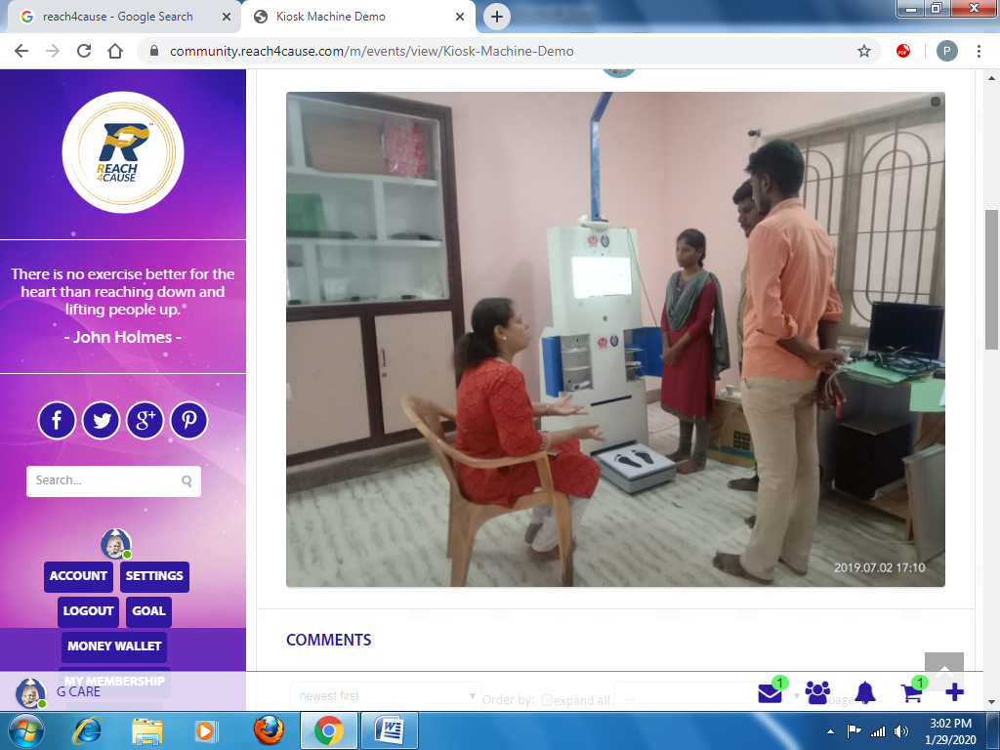 reach4cause - Google Search
Kiosk Machine Demo
community.reach4cause.com/m/events/view/Kiosk-Machine-Demo
PDF
P
R
REACH
4CAUSE
There is no exercise better for the
heart than reaching down and
lifting people up.
- John Holmes -
Search...
ACCOUNT SETTINGS
LOGOUT GOAL
MONEY WALLET
MY MEMBERSHIP
2019.07.02 17:10
COMMENTS
newest first Order by: expand all ...
G CARE
1
1
3:02 PM
1/29/2020